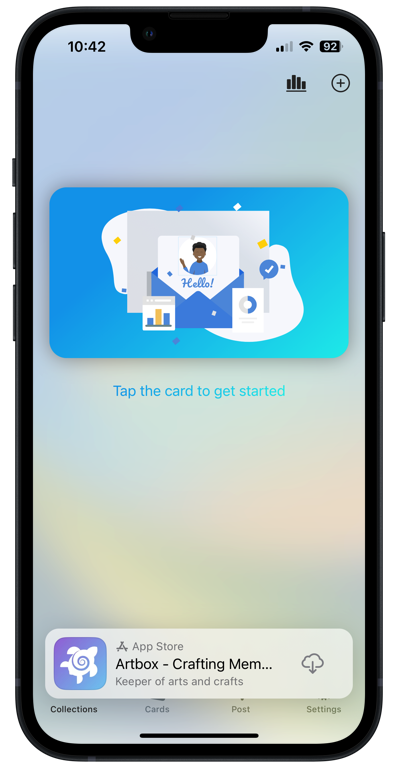 10:42
92
Hello!
Tap the card to get started
App Store
Artbox - Crafting Mem...
Keeper of arts and crafts
Collections Cards Post Settings